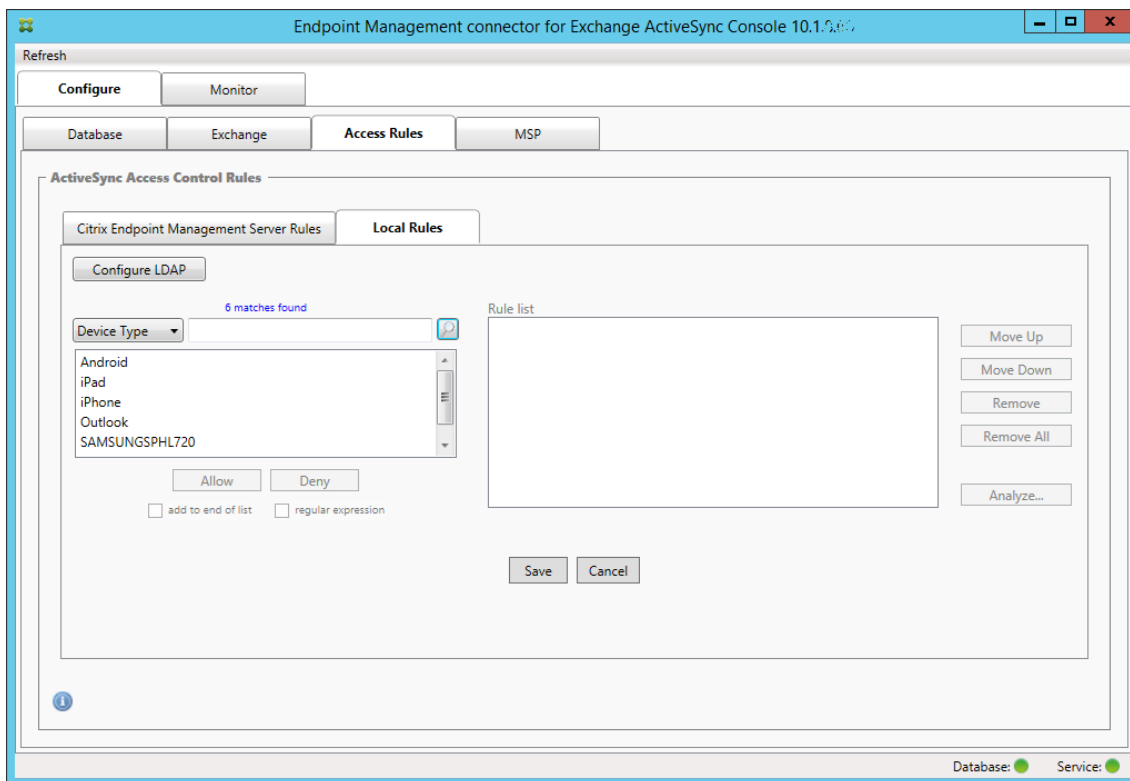 Endpoint Management connector for Exchange ActiveSync Console
Refresh
Configure Monitor
Database Exchange Access Rules MSP
ActiveSync Access Control Rules
Citrix Endpoint Management Server Rules Local Rules
Configure LDAP
6 matches found
Rule list
Device Type
Android
iPad
iPhone
Outlook
SAMSUNGSPHL720
Allow Deny
add to end of list regular expression
Move Up
Move Down
Remove
Remove All
Analyze...
Save Cancel
Database: Service: